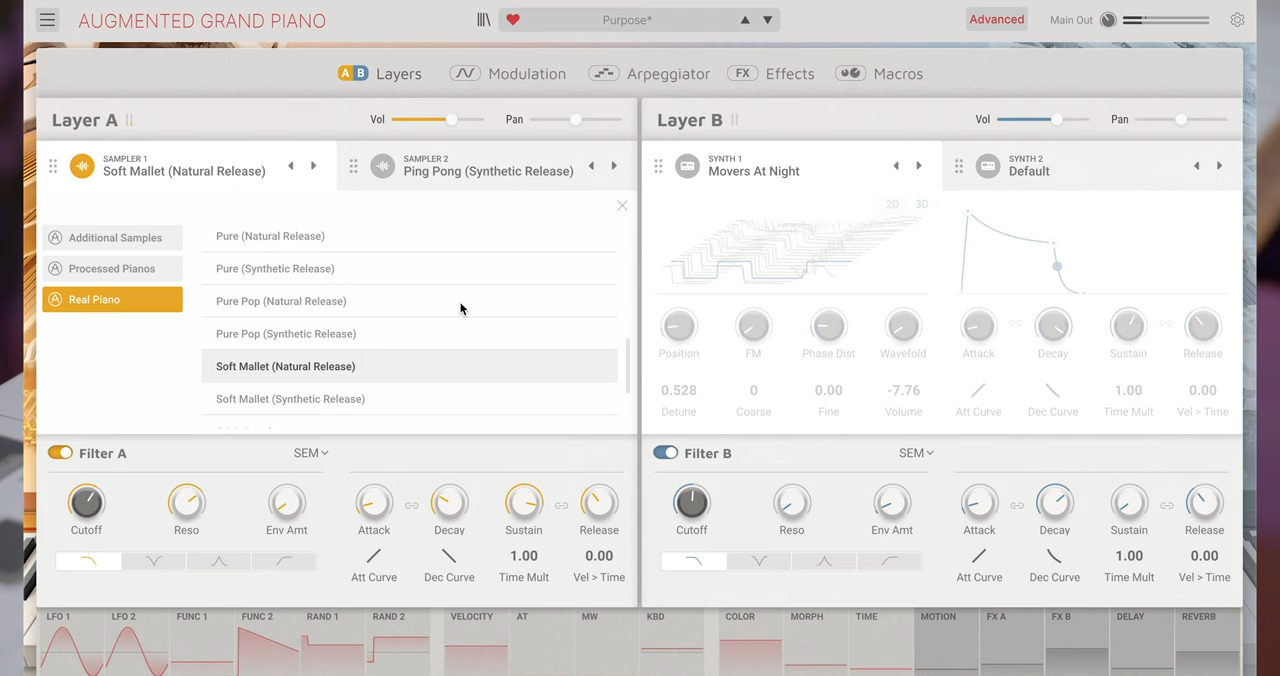 AUGMENTED GRAND PIANO
Purpose*
Advanced
Main Out
A B Layers
Modulation
Arpeggiator
FX Effects
Macros
Layer A
Vol
Pan
Layer B
Vol
Pan
SAMPLER 1
Soft Mallet (Natural Release)
SAMPLER 2
Ping Pong (Synthetic Release)
SYNTH 1
Movers At Night
SYNTH 2
Default
Additional Samples
Processed Pianos
Real Piano
Pure (Natural Release)
Pure (Synthetic Release)
Pure Pop (Natural Release)
Pure Pop (Synthetic Release)
Soft Mallet (Natural Release)
Soft Mallet (Synthetic Release)
2D 3D
Position FM Phase Dist Wavefold
0.528 0 0.00 -7.76
Detune Coarse Fine Volume
Attack Decay Sustain Release
1.00 0.00
Att Curve Dec Curve Time Mult Vel > Time
Filter A
SEM
Cutoff Reso Env Amt
Attack Decay Sustain Release
1.00 0.00
Att Curve Dec Curve Time Mult Vel > Time
Filter B
SEM
Cutoff Reso Env Amt
Attack Decay Sustain Release
1.00 0.00
Att Curve Dec Curve Time Mult Vel > Time
LFO 1 LFO 2 FUNC 1 FUNC 2 RAND 1 RAND 2 VELOCITY AT MW KBD COLOR MORPH TIME MOTION FX A FX B DELAY REVERB